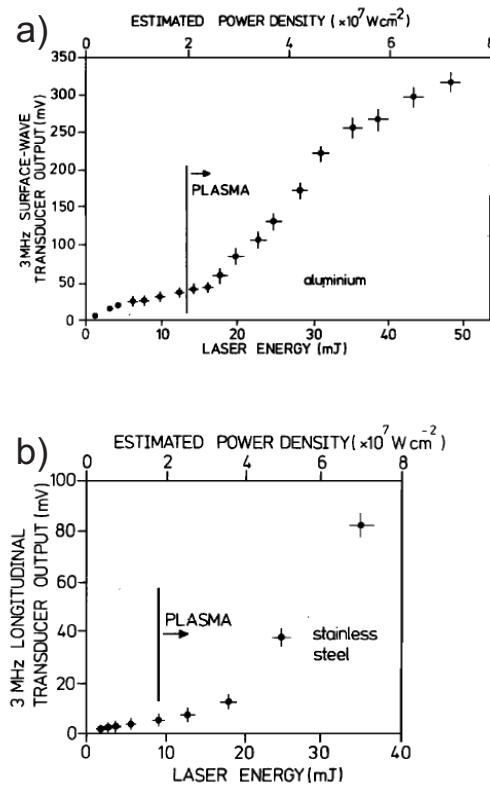 a)
ESTIMATED POWER DENSITY (×10⁷ W cm⁻²)
0 2 4 6 8
350
300
250
200
150
100
50
0
3 MHz SURFACE-WAVE
TRANSDUCER OUTPUT (mV)
PLASMA
aluminium
0 10 20 30 40 50
LASER ENERGY (mJ)
b)
ESTIMATED POWER DENSITY (×10⁷ W cm⁻²)
0 2 4 6 8
100
80
60
40
20
0
3 MHz LONGITUDINAL
TRANSDUCER OUTPUT (mV)
PLASMA
stainless
steel
0 10 20 30 40
LASER ENERGY (mJ)